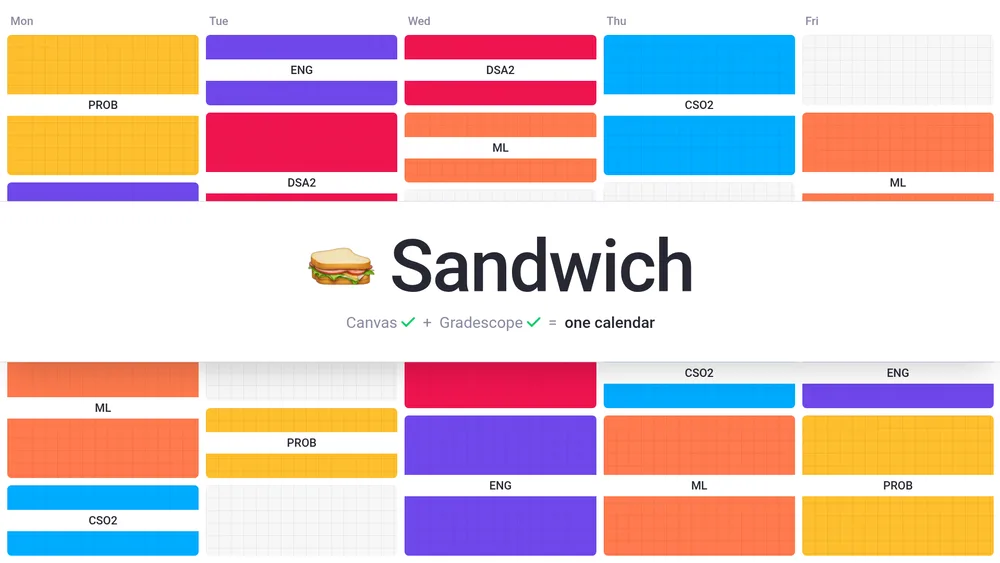 Mon Tue Wed Thu Fri
ENG DSA2
PROB CSO2
ML
DSA2 ML
Sandwich
Canvas + Gradescope = one calendar
CSO2 ENG
ML
PROB
ENG ML PROB
CSO2